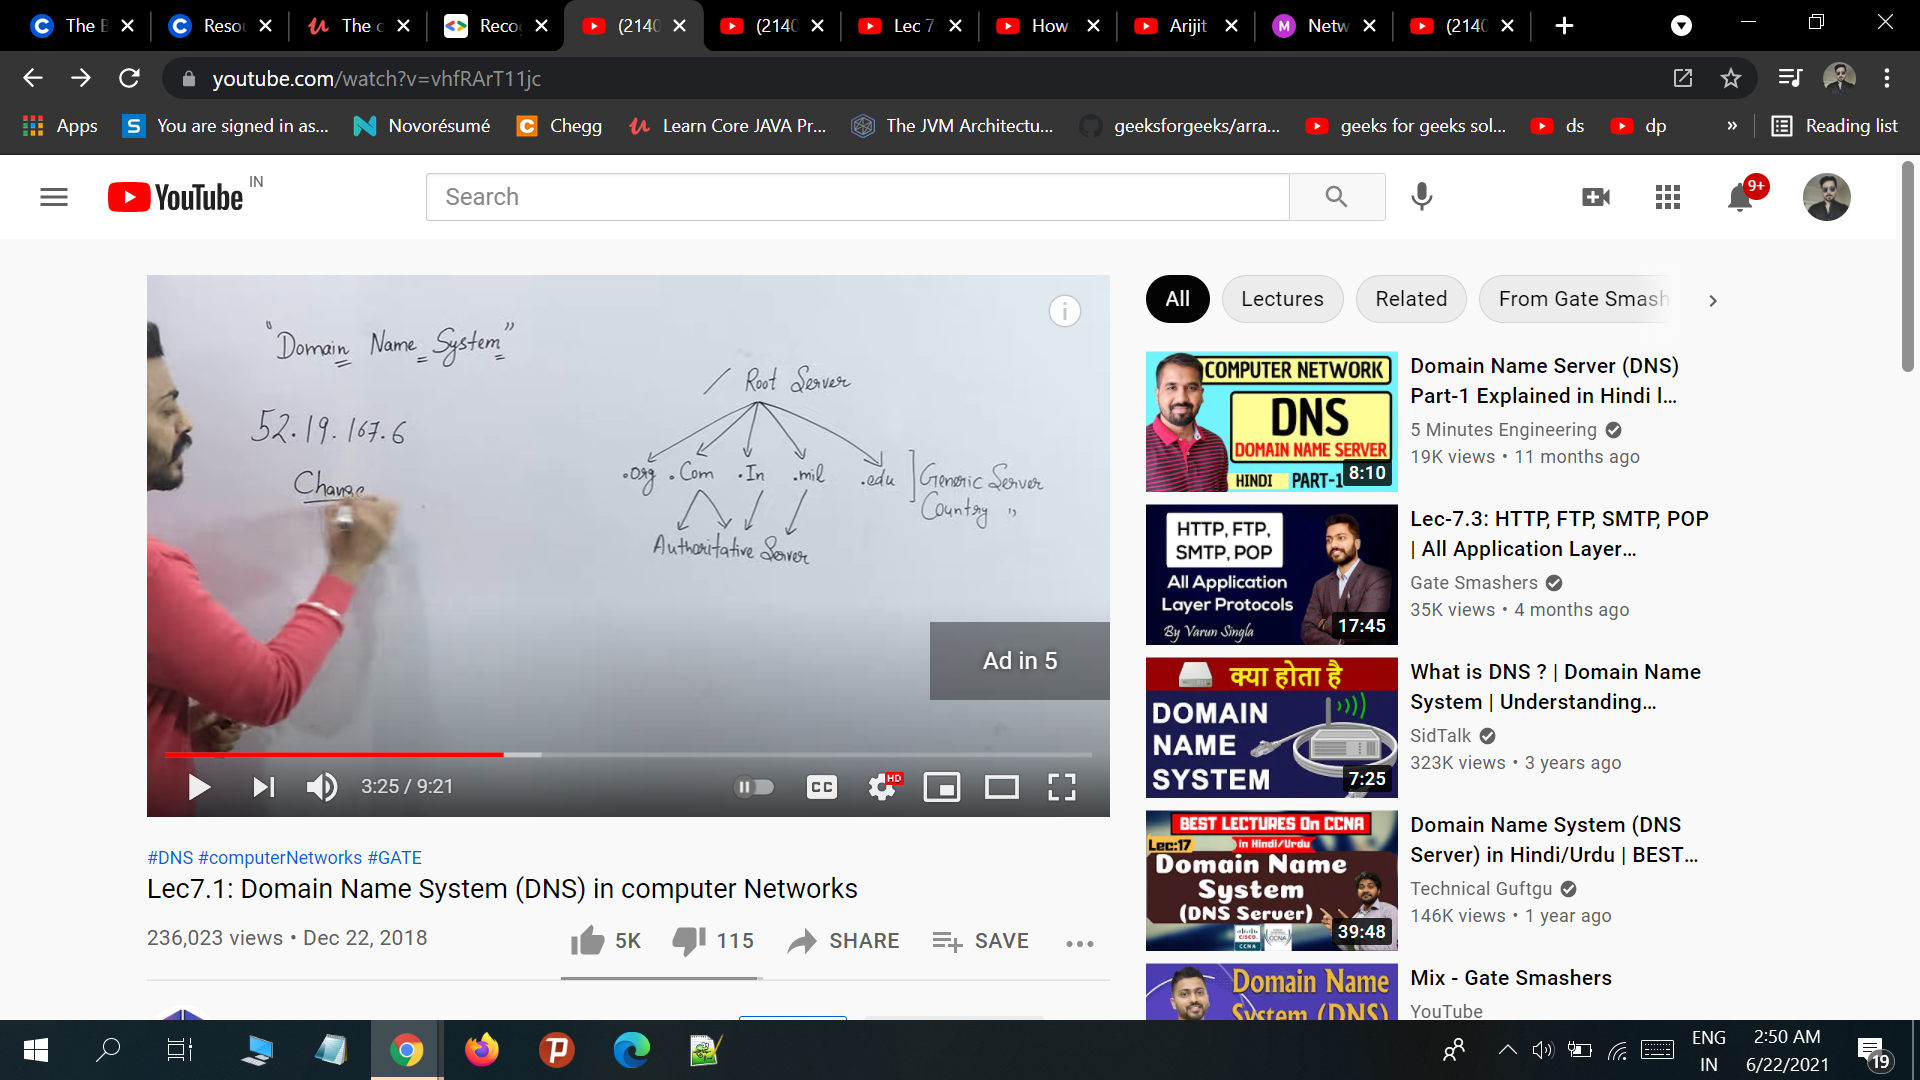 The B
Resou
The c
Recog
(2140
(2140
Lec 7
How
Arijit
Netw
(2140
youtube.com/watch?v=vhfRArT11jc
Apps
You are signed in as...
Novorésumé
Chegg
Learn Core JAVA Pr...
The JVM Architectu...
geeksforgeeks/arra...
geeks for geeks sol...
ds
dp
»
Reading list
YouTube IN
Search
9+
"Domain Name System"
52.19.167.6
Change
/ Root Server
.org .Com .In .mil .edu
Generic Server
Country "
Authoritative Server
Ad in 5
3:25 / 9:21
CC
HD
#DNS #computerNetworks #GATE
Lec7.1: Domain Name System (DNS) in computer Networks
236,023 views • Dec 22, 2018
5K
115
SHARE
SAVE
All
Lectures
Related
From Gate Smash
COMPUTER NETWORK
DNS
DOMAIN NAME SERVER
HINDI PART-1
8:10
Domain Name Server (DNS)
Part-1 Explained in Hindi l...
5 Minutes Engineering
19K views • 11 months ago
HTTP, FTP,
SMTP, POP
All Application
Layer Protocols
By Varun Singla
17:45
Lec-7.3: HTTP, FTP, SMTP, POP
| All Application Layer...
Gate Smashers
35K views • 4 months ago
क्या होता है
DOMAIN
NAME
SYSTEM
7:25
What is DNS ? | Domain Name
System | Understanding...
SidTalk
323K views • 3 years ago
BEST LECTURES On CCNA
Lec:17 in Hindi/Urdu
Domain Name
System
(DNS Server)
CISCO
CCNA
39:48
Domain Name System (DNS
Server) in Hindi/Urdu | BEST...
Technical Guftgu
146K views • 1 year ago
Domain Name
System (DNS)
Mix - Gate Smashers
YouTube
ENG
IN
2:50 AM
6/22/2021
19